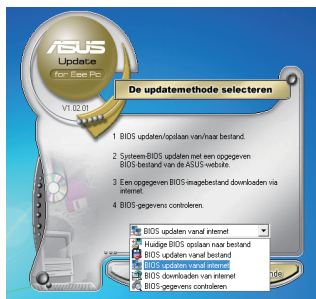 ASUS
Update
for Eee Pc
V1.02.01
De updatemethode selecteren
1 BIOS updaten/opslaan van/naar bestand.
2 Systeem-BIOS updaten met een opgegeven
BIOS-bestand van de ASUS-website.
3 Een opgegeven BIOS-imagebestand downloaden via
internet.
4 BIOS-gegevens controleren.
BIOS updaten vanaf internet
Huidige BIOS opslaan naar bestand
BIOS updaten vanaf bestand
BIOS updaten vanaf internet
BIOS downloaden van internet
BIOS-gegevens controleren